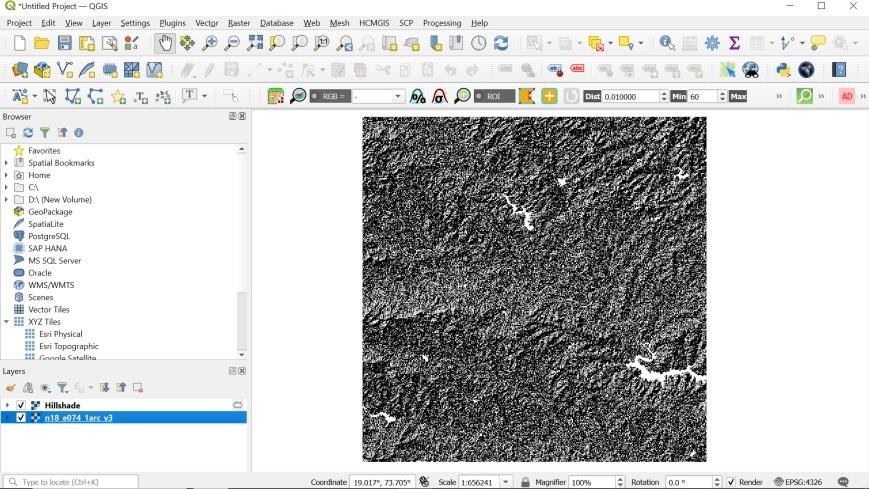 *Untitled Project — QGIS
Project Edit View Layer Settings Plugins Vector Raster Database Web Mesh HCMGIS SCP Processing Help
RGB = - ROI Dist 0.010000 Min 60 Max » » AD »
Browser
Favorites
Spatial Bookmarks
Home
C:\
D:\ (New Volume)
GeoPackage
SpatiaLite
PostgreSQL
SAP HANA
MS SQL Server
Oracle
WMS/WMTS
Scenes
Vector Tiles
XYZ Tiles
Esri Physical
Esri Topographic
Google Satellite
Layers
Hillshade
n18_e074_1arc_v3
Type to locate (Ctrl+K) Coordinate 19.017°, 73.705° Scale 1:656241 Magnifier 100% Rotation 0.0 ° Render EPSG:4326